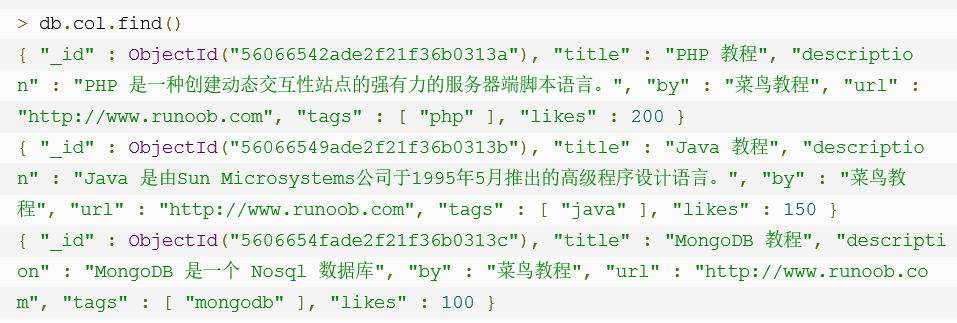 > db.col.find()
{ "_id" : ObjectId("56066542ade2f21f36b0313a"), "title" : "PHP 教程", "descriptio
n" : "PHP 是一种创建动态交互性站点的强有力的服务器端脚本语言。", "by" : "菜鸟教程", "url" :
"http://www.runoob.com", "tags" : [ "php" ], "likes" : 200 }
{ "_id" : ObjectId("56066549ade2f21f36b0313b"), "title" : "Java 教程", "descriptio
n" : "Java 是由Sun Microsystems公司于1995年5月推出的高级程序设计语言。", "by" : "菜鸟教
程", "url" : "http://www.runoob.com", "tags" : [ "java" ], "likes" : 150 }
{ "_id" : ObjectId("5606654fade2f21f36b0313c"), "title" : "MongoDB 教程", "descripti
on" : "MongoDB 是一个 Nosql 数据库", "by" : "菜鸟教程", "url" : "http://www.runoob.co
m", "tags" : [ "mongodb" ], "likes" : 100 }